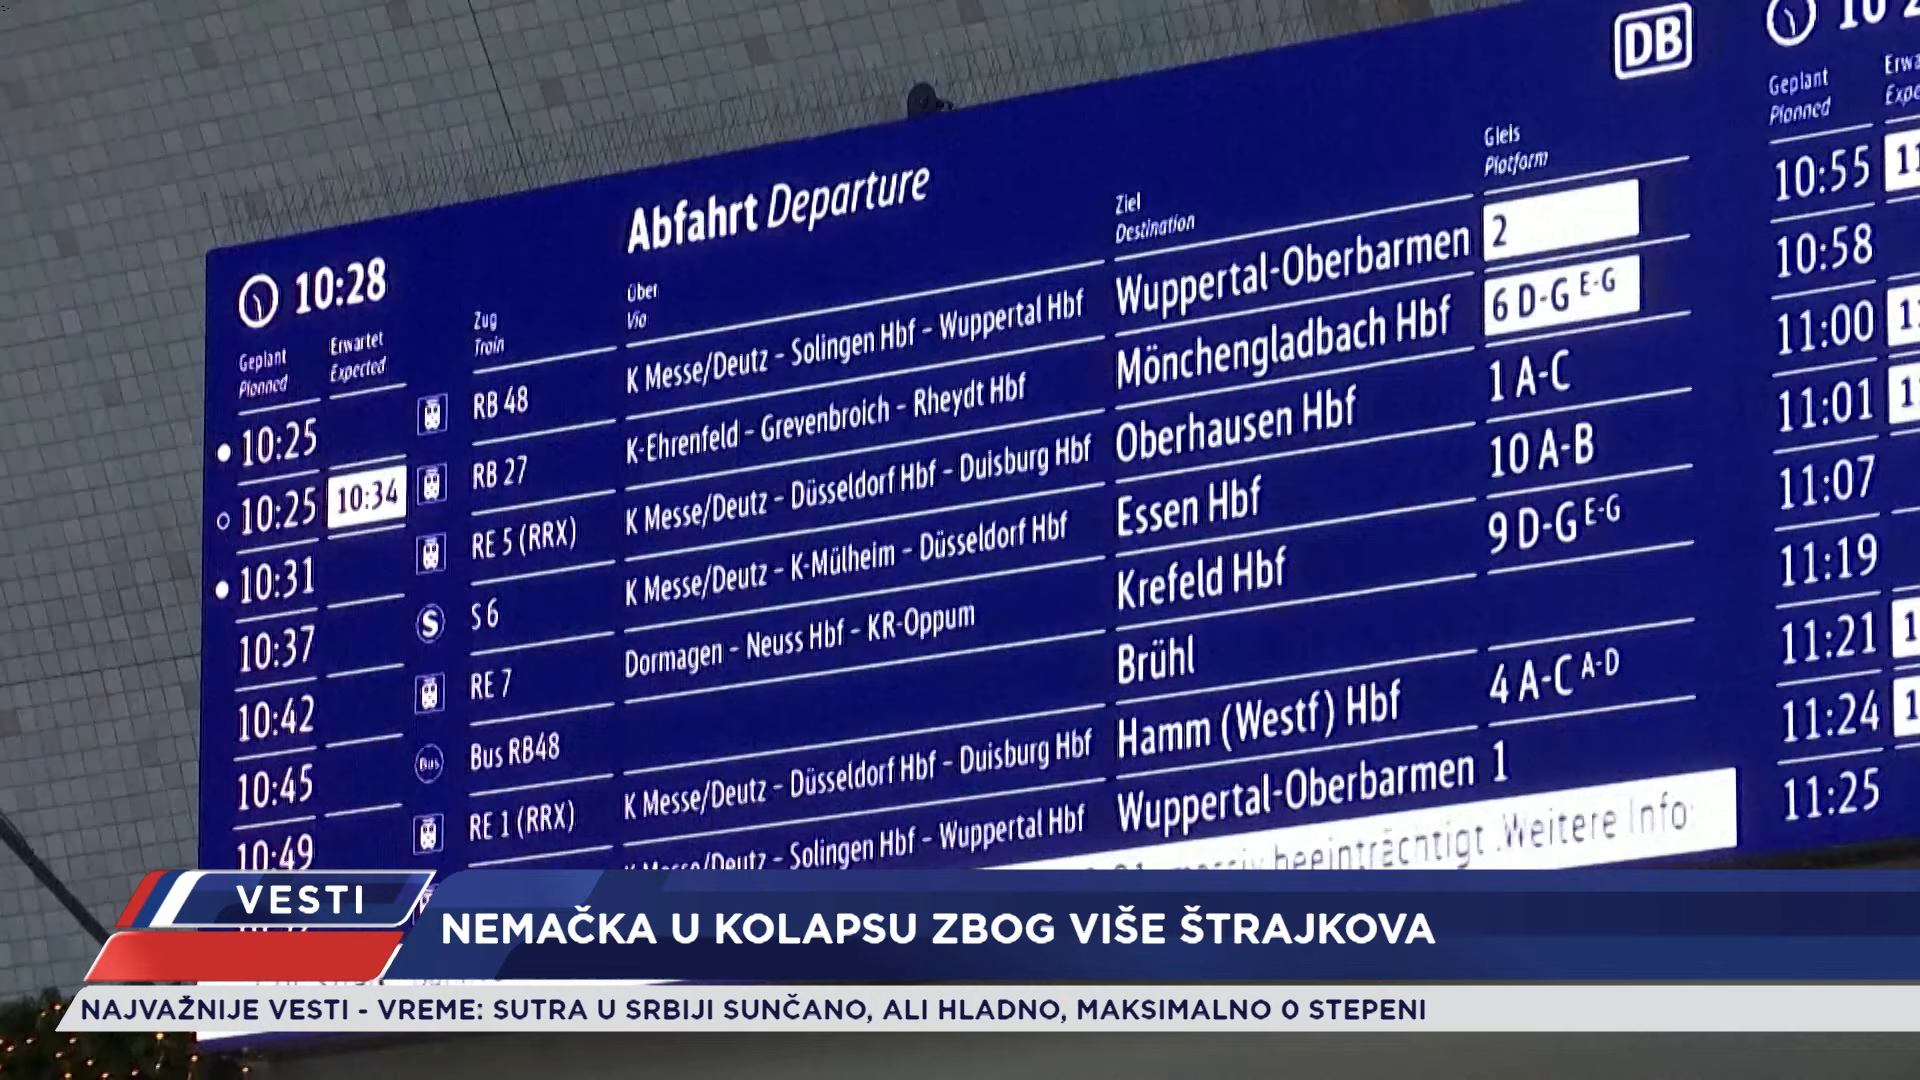 DB
Abfahrt Departure
10:28
Geplant
Planned
Erwartet
Expected
Zug
Train
Über
Via
Ziel
Destination
Gleis
Platform
10:25 RB 48 K Messe/Deutz - Solingen Hbf - Wuppertal Hbf Wuppertal-Oberbarmen 2
10:25 10:34 RB 27 K-Ehrenfeld - Grevenbroich - Rheydt Hbf Mönchengladbach Hbf 6 D-G E-G
10:31 RE 5 (RRX) K Messe/Deutz - Düsseldorf Hbf - Duisburg Hbf Oberhausen Hbf 1 A-C
10:37 S S 6 K Messe/Deutz - K-Mülheim - Düsseldorf Hbf Essen Hbf 10 A-B
10:42 RE 7 Dormagen - Neuss Hbf - KR-Oppum Krefeld Hbf 9 D-G E-G
10:45 Bus Bus RB48 Brühl
10:49 RE 1 (RRX) K Messe/Deutz - Düsseldorf Hbf - Duisburg Hbf Hamm (Westf) Hbf 4 A-C A-D
K Messe/Deutz - Solingen Hbf - Wuppertal Hbf Wuppertal-Oberbarmen 1
massiv beeinträchtigt .Weitere Info
Geplant
Planned
10:55
10:58
11:00
11:01
11:07
11:19
11:21
11:24
11:25
VESTI
NEMAČKA U KOLAPSU ZBOG VIŠE ŠTRAJKOVA
NAJVAŽNIJE VESTI - VREME: SUTRA U SRBIJI SUNČANO, ALI HLADNO, MAKSIMALNO 0 STEPENI